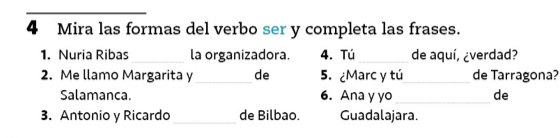 4 Mira las formas del verbo ser y completa las frases.
1. Nuria Ribas ________ la organizadora.
2. Me llamo Margarita y ________ de
Salamanca.
3. Antonio y Ricardo ________ de Bilbao.
4. Tú ________ de aquí, ¿verdad?
5. ¿Marc y tú ________ de Tarragona?
6. Ana y yo ________ de
Guadalajara.